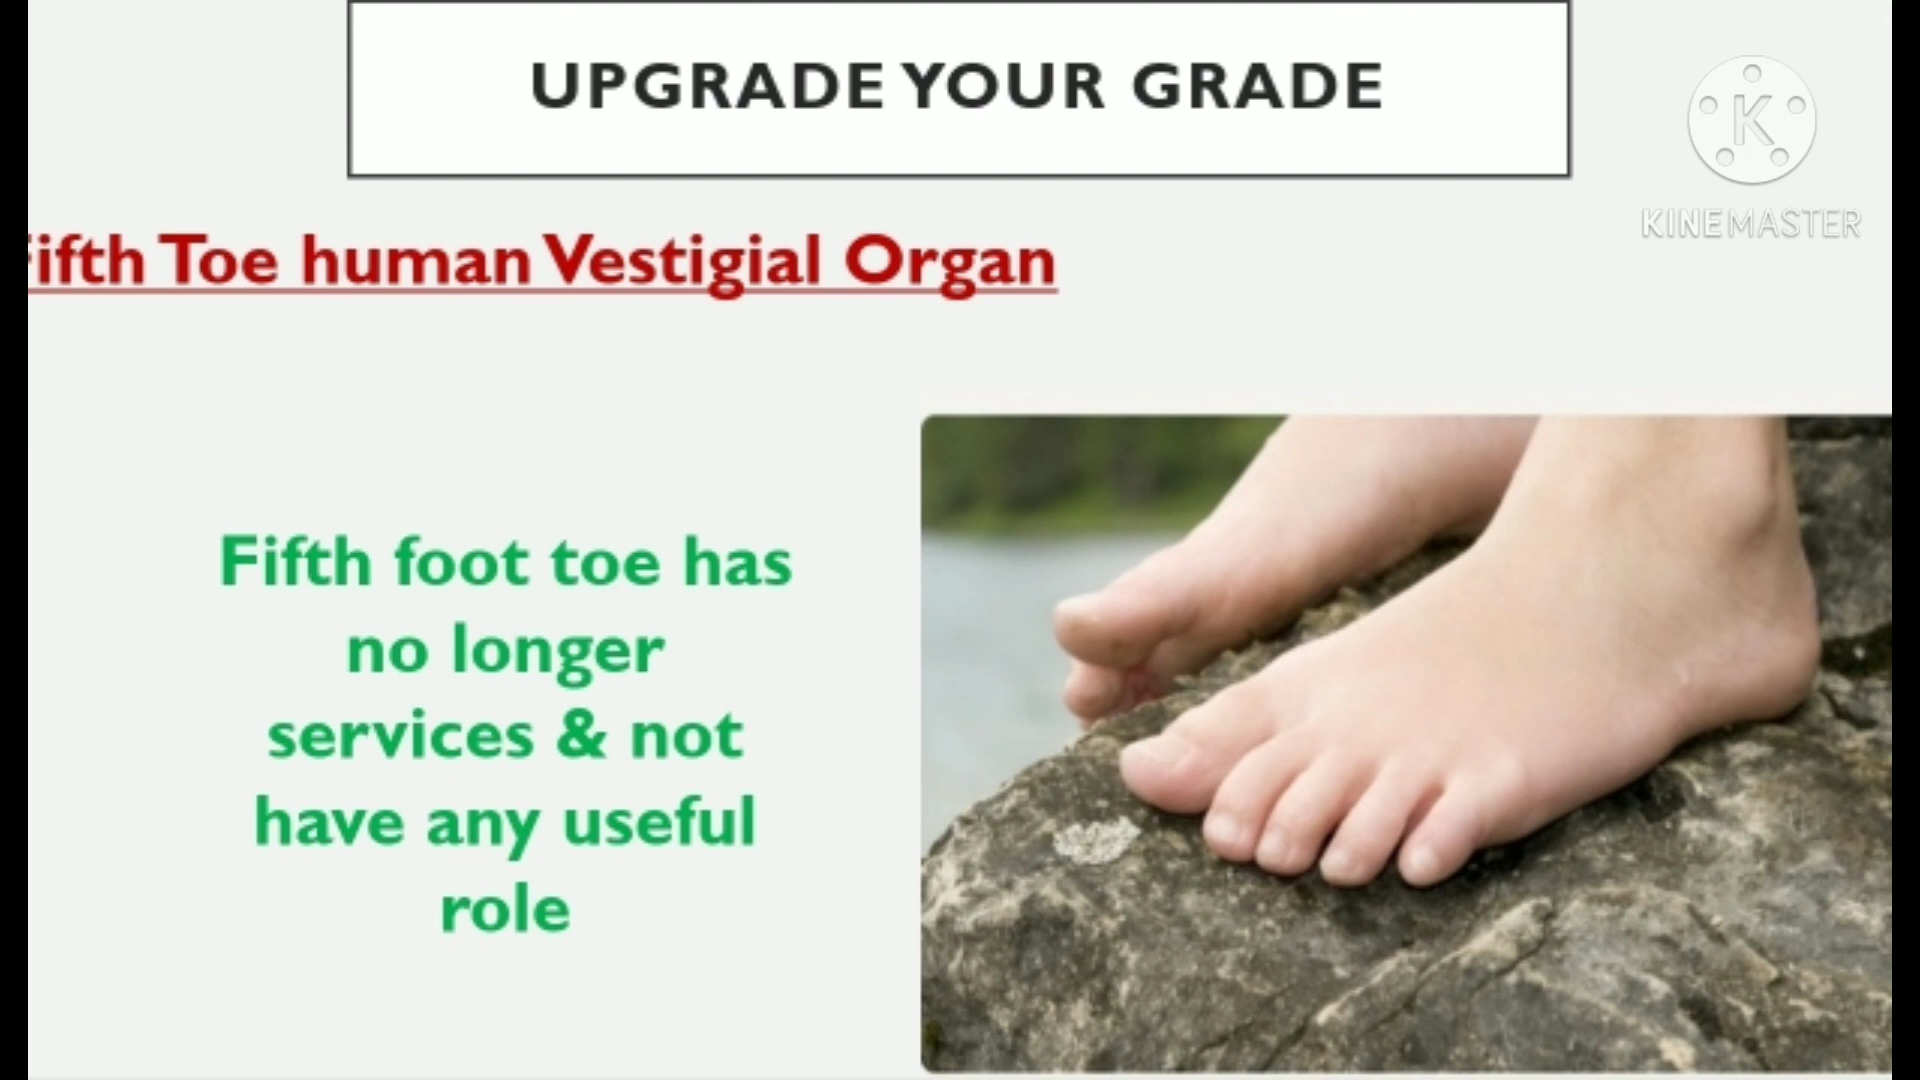 UPGRADE YOUR GRADE
K
KINEMASTER
ifth Toe human Vestigial Organ
Fifth foot toe has
no longer
services & not
have any useful
role